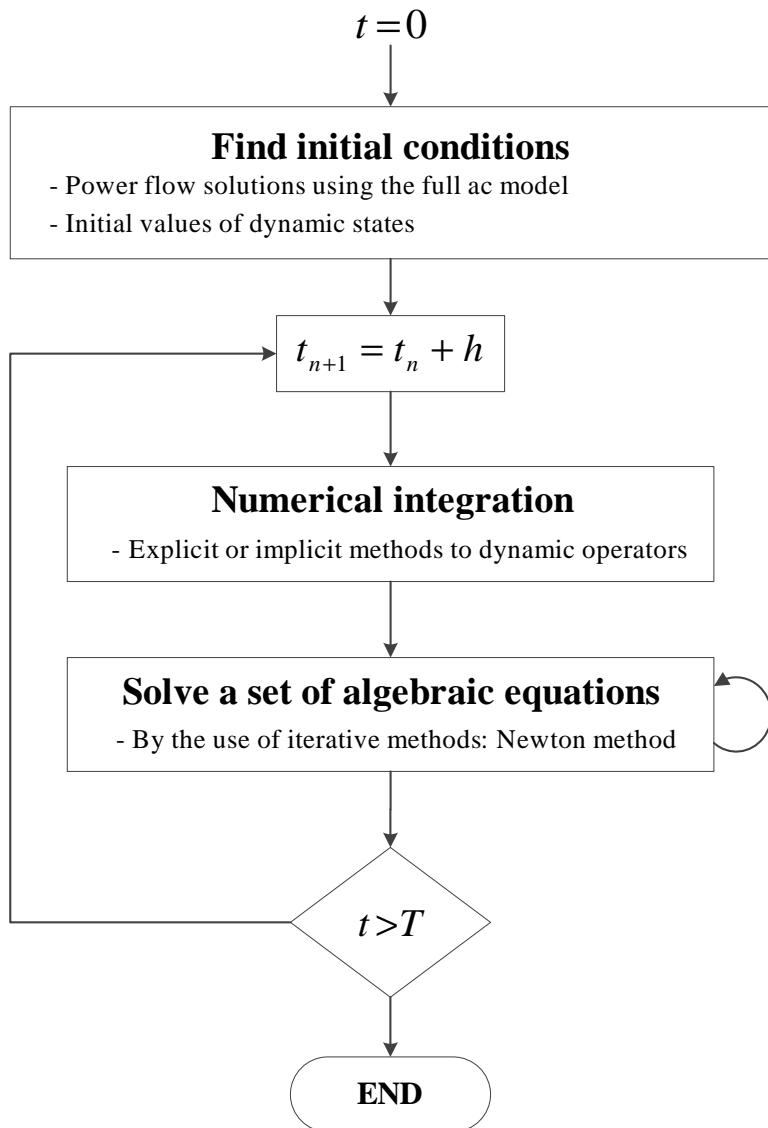 t=0
Find initial conditions
- Power flow solutions using the full ac model
- Initial values of dynamic states
t_{n+1} = t_n + h
Numerical integration
- Explicit or implicit methods to dynamic operators
Solve a set of algebraic equations
- By the use of iterative methods: Newton method
t>T
END